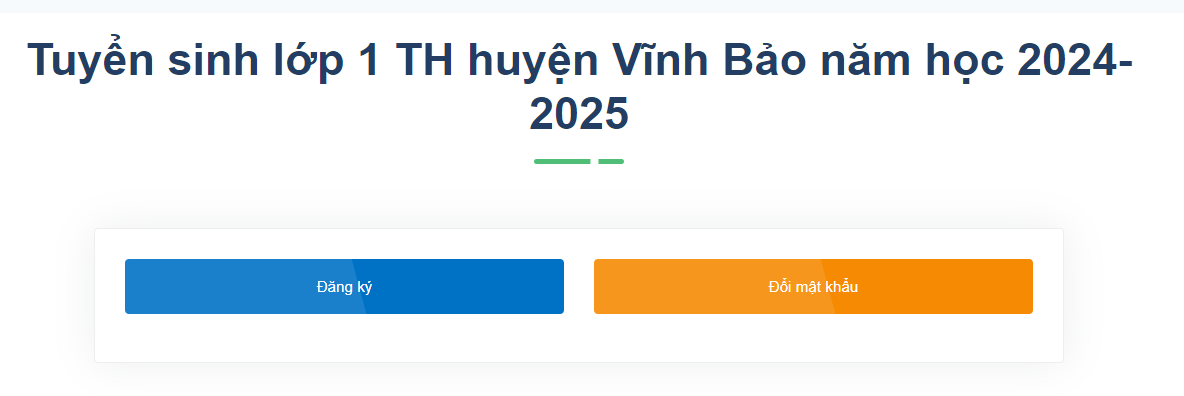 Tuyển sinh lớp 1 TH huyện Vĩnh Bảo năm học 2024-
2025
Đăng ký
Đổi mật khẩu